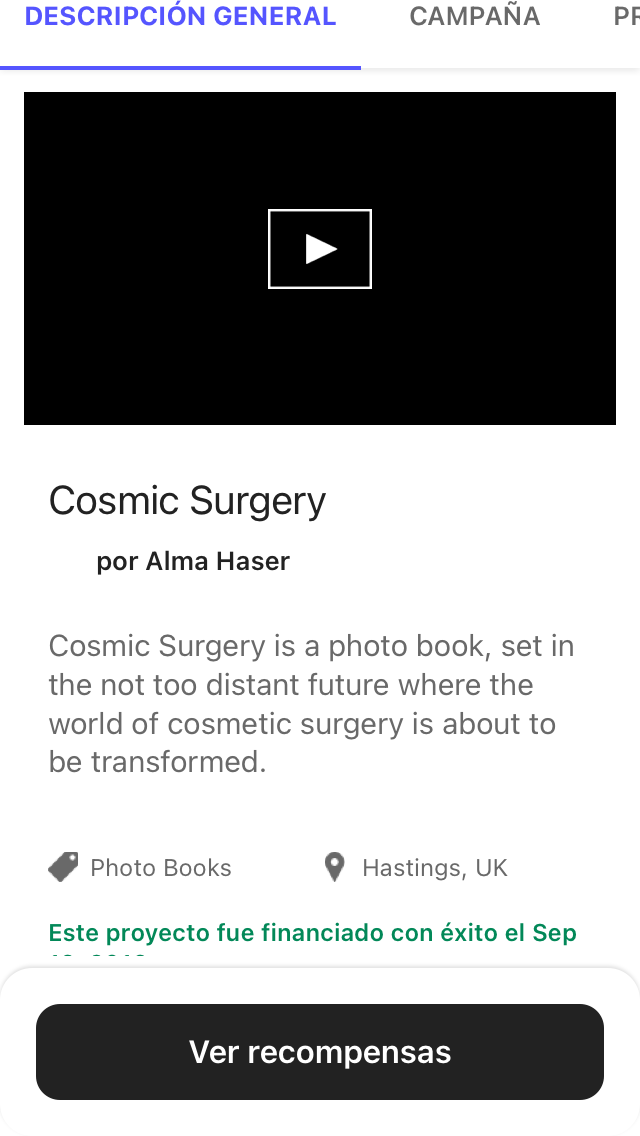 DESCRIPCIÓN GENERAL CAMPAÑA
Cosmic Surgery
por Alma Haser
Cosmic Surgery is a photo book, set in
the not too distant future where the
world of cosmetic surgery is about to
be transformed.
Photo Books Hastings, UK
Este proyecto fue financiado con éxito el Sep
Ver recompensas